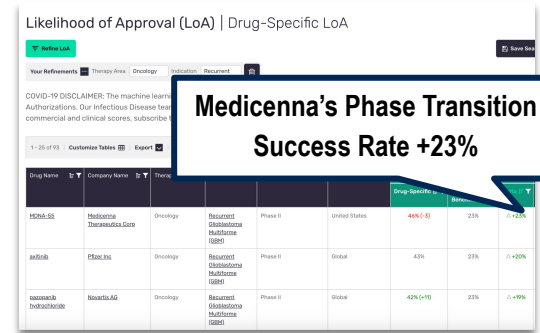 Likelihood of Approval (LoA) | Drug-Specific LoA
Refine LoA
Save Sea
Your Refinements Therapy Area Oncology Indication Recurrent
COVID-19 DISCLAIMER: The machine learni
Authorizations. Our Infectious Disease tear
commercial and clinical scores, subscribe t
Medicenna's Phase Transition
Success Rate +23%
1 - 25 of 93 Customize Tables Export
Drug Name Company Name Therap
Drug-Specific
MDNA-55 Medicenna Oncology Recurrent Phase II United States 46% (-3) 23% +23%
Therapeutics Corp Glioblastoma
Multiforme
(GBM)
axitinib Pfizer Inc Oncology Recurrent Phase II Global 43% 23% +20%
Glioblastoma
Multiforme
(GBM)
pazopanib Novartis AG Oncology Recurrent Phase II Global 42% (+11) 23% +19%
hydrochloride Glioblastoma
Multiforme
(GBM)